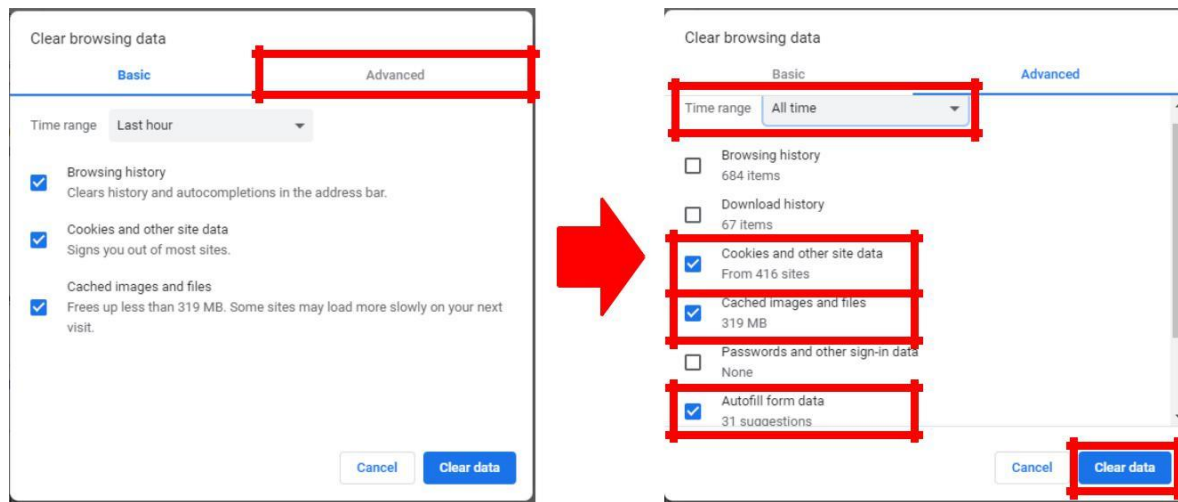 Clear browsing data
Basic
Advanced
Time range
Last hour
Browsing history
Clears history and autocompletions in the address bar.
Cookies and other site data
Signs you out of most sites.
Cached images and files
Frees up less than 319 MB. Some sites may load more slowly on your next
visit.
Cancel
Clear data
Clear browsing data
Basic
Advanced
Time range
All time
Browsing history
684 items
Download history
67 items
Cookies and other site data
From 416 sites
Cached images and files
319 MB
Passwords and other sign-in data
None
Autofill form data
31 suggestions
Cancel
Clear data